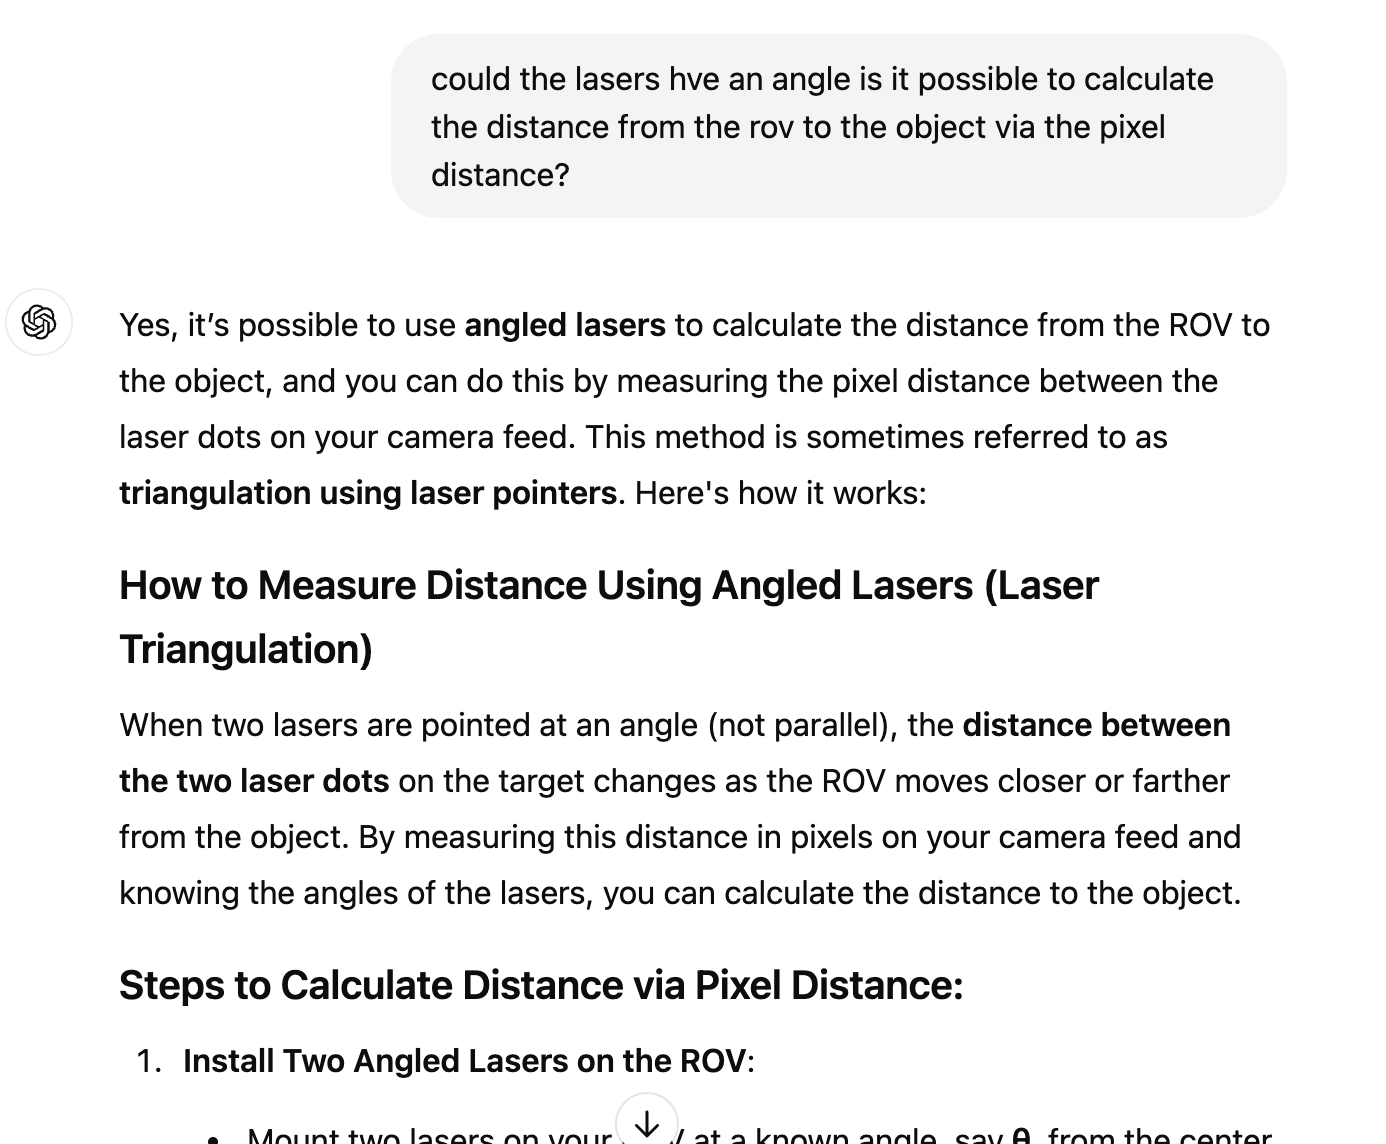 could the lasers hve an angle is it possible to calculate
the distance from the rov to the object via the pixel
distance?
Yes, it’s possible to use angled lasers to calculate the distance from the ROV to
the object, and you can do this by measuring the pixel distance between the
laser dots on your camera feed. This method is sometimes referred to as
triangulation using laser pointers. Here's how it works:
How to Measure Distance Using Angled Lasers (Laser
Triangulation)
When two lasers are pointed at an angle (not parallel), the distance between
the two laser dots on the target changes as the ROV moves closer or farther
from the object. By measuring this distance in pixels on your camera feed and
knowing the angles of the lasers, you can calculate the distance to the object.
Steps to Calculate Distance via Pixel Distance:
1. Install Two Angled Lasers on the ROV:
• Mount two lasers on your at a known angle, say θ, from the center